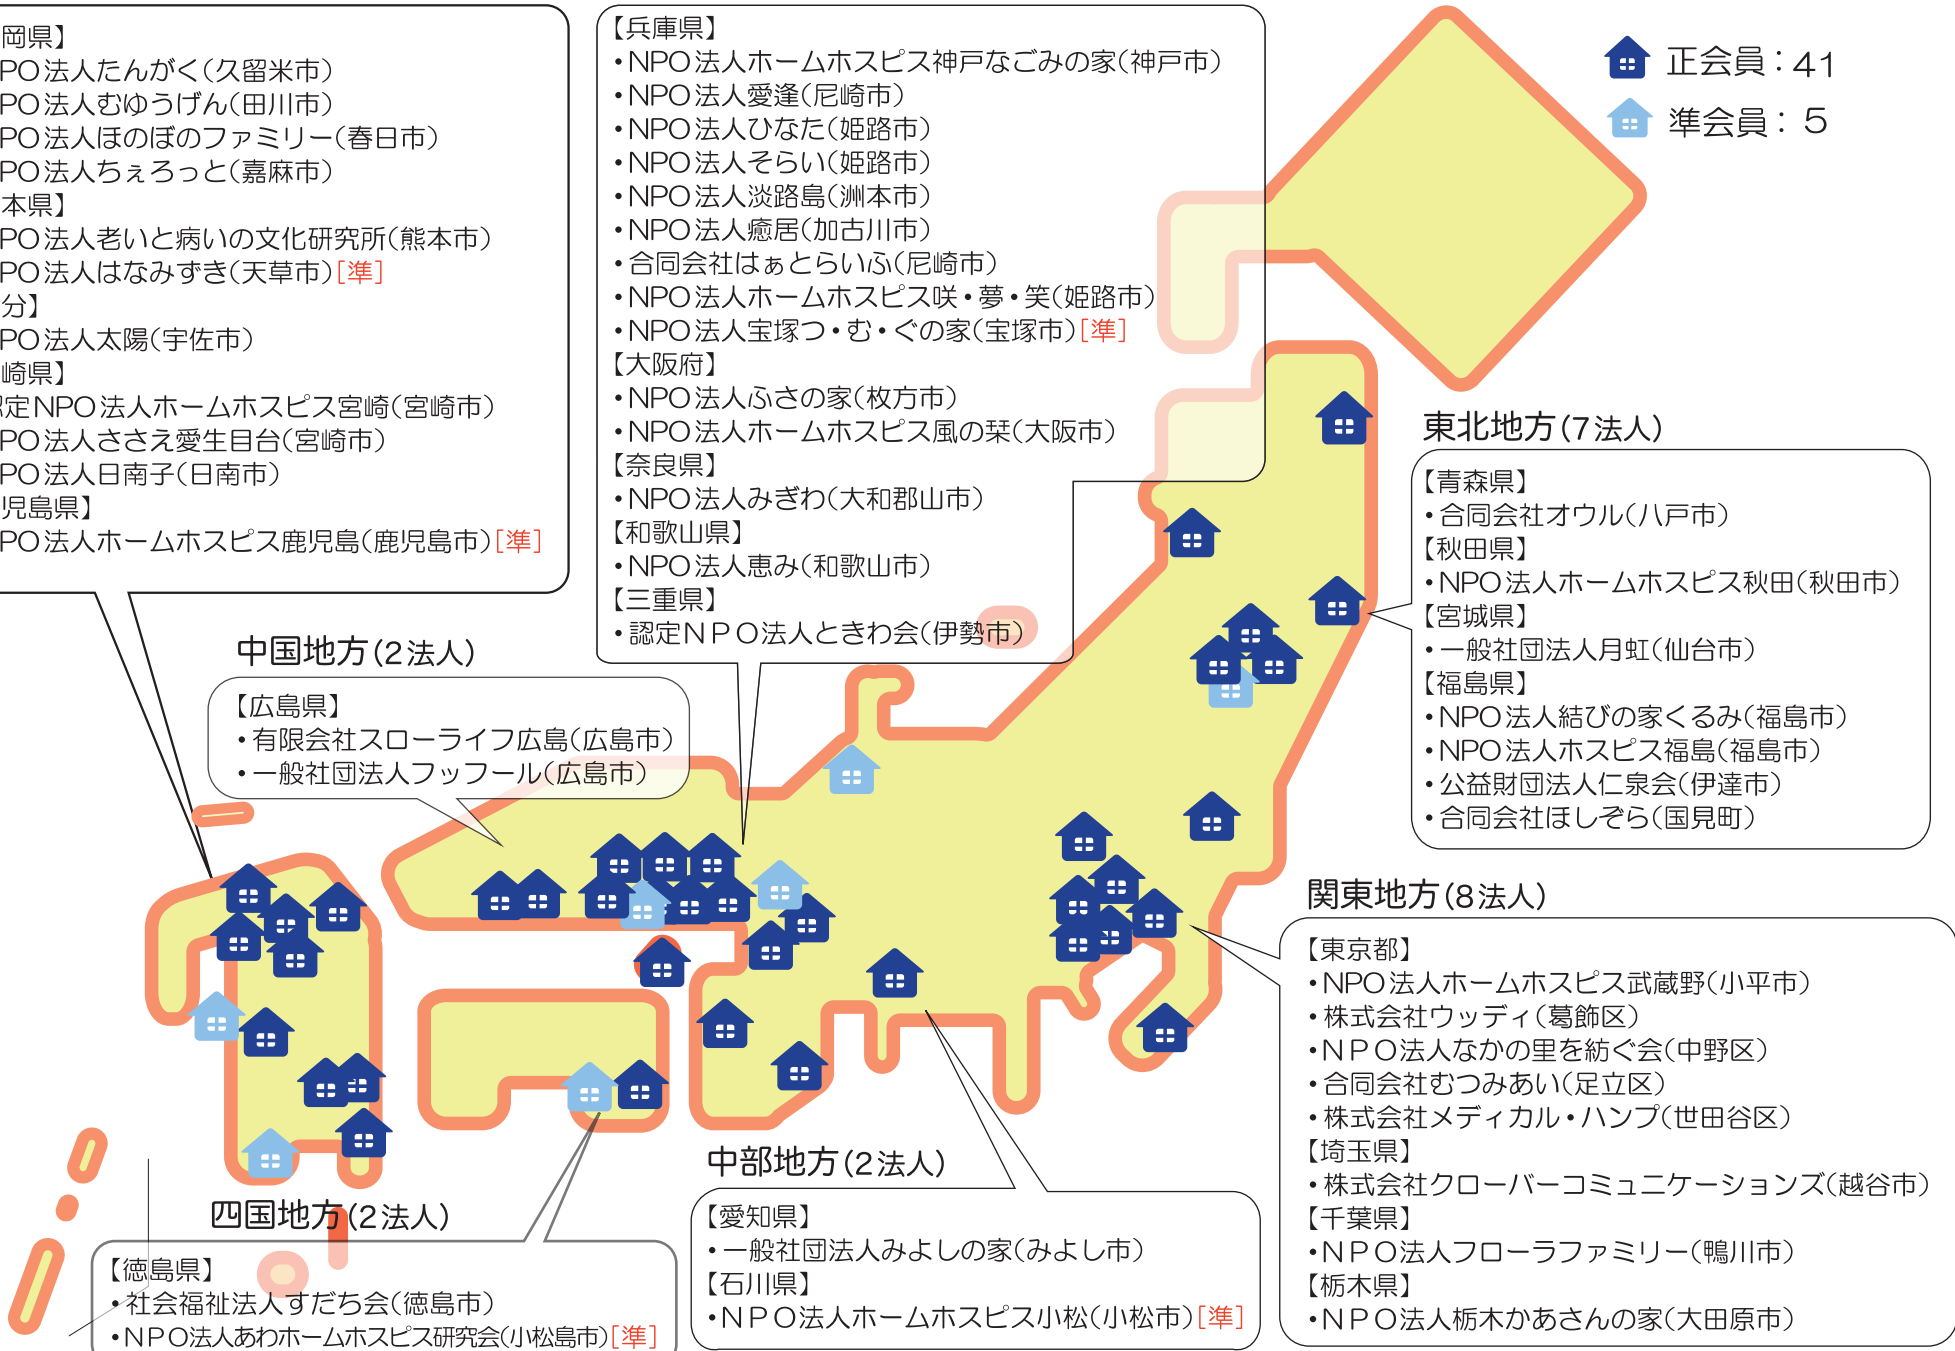 岡県】
PO法人たんがく(久留米市)
PO法人むゆうげん(田川市)
PO法人ほのぼのファミリー(春日市)
PO法人ちぇろっと(嘉麻市)
本県】
PO法人老いと病いの文化研究所(熊本市)
PO法人はなみずき(天草市)[準]
分】
PO法人太陽(宇佐市)
崎県】
定NPO法人ホームホスピス宮崎(宮崎市)
PO法人ささえ愛生目台(宮崎市)
PO法人日南子(日南市)
児島県】
PO法人ホームホスピス鹿児島(鹿児島市)[準]
【兵庫県】
・NPO法人ホームホスピス神戸なごみの家(神戸市)
・NPO法人愛逢(尼崎市)
・NPO法人ひなた(姫路市)
・NPO法人そらい(姫路市)
・NPO法人淡路島(洲本市)
・NPO法人癒居(加古川市)
・合同会社はぁとらいふ(尼崎市)
・NPO法人ホームホスピス咲・夢・笑(姫路市)
・NPO法人宝塚つ・む・ぐの家(宝塚市)[準]
【大阪府】
・NPO法人ふさの家(枚方市)
・NPO法人ホームホスピス風の栞(大阪市)
【奈良県】
・NPO法人みぎわ(大和郡山市)
【和歌山県】
・NPO法人恵み(和歌山市)
【三重県】
・認定NPO法人ときわ会(伊勢市)
正会員:41
準会員:5
東北地方(7法人)
【青森県】
・合同会社オウル(八戸市)
【秋田県】
・NPO法人ホームホスピス秋田(秋田市)
【宮城県】
・一般社団法人月虹(仙台市)
【福島県】
・NPO法人結びの家くるみ(福島市)
・NPO法人ホスピス福島(福島市)
・公益財団法人仁泉会(伊達市)
・合同会社ほしぞら(国見町)
中国地方(2法人)
【広島県】
・有限会社スローライフ広島(広島市)
・一般社団法人フッフール(広島市)
関東地方(8法人)
【東京都】
・NPO法人ホームホスピス武蔵野(小平市)
・株式会社ウッディ(葛飾区)
・NPO法人なかの里を紡ぐ会(中野区)
・合同会社むつみあい(足立区)
・株式会社メディカル・ハンプ(世田谷区)
【埼玉県】
・株式会社クローバーコミュニケーションズ(越谷市)
【千葉県】
・NPO法人フローラファミリー(鴨川市)
【栃木県】
・NPO法人栃木かあさんの家(大田原市)
中部地方(2法人)
【愛知県】
・一般社団法人みよしの家(みよし市)
【石川県】
・NPO法人ホームホスピス小松(小松市)[準]
四国地方(2法人)
【徳島県】
・社会福祉法人すだち会(徳島市)
・NPO法人あわホームホスピス研究会(小松島市)[準]